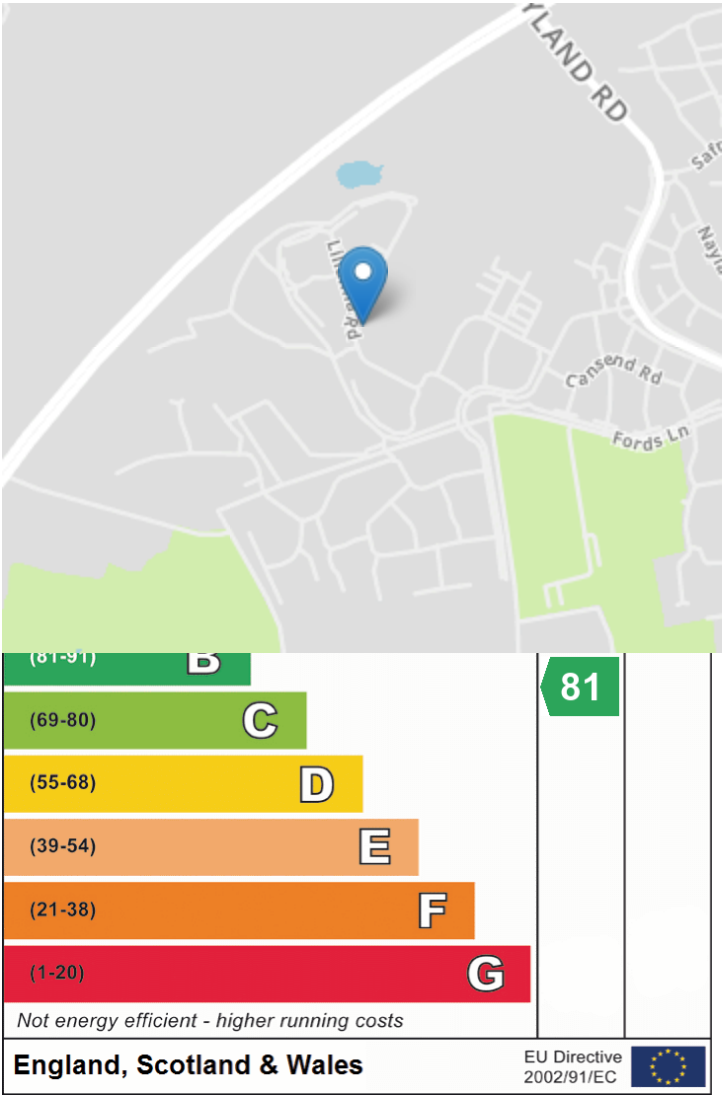 YLAND RD
Cansend Rd
Fords Ln
Rd
(81-91) B
81
(69-80) C
(55-68) D
(39-54) E
(21-38) F
(1-20) G
Not energy efficient - higher running costs
England, Scotland & Wales
EU Directive
2002/91/EC